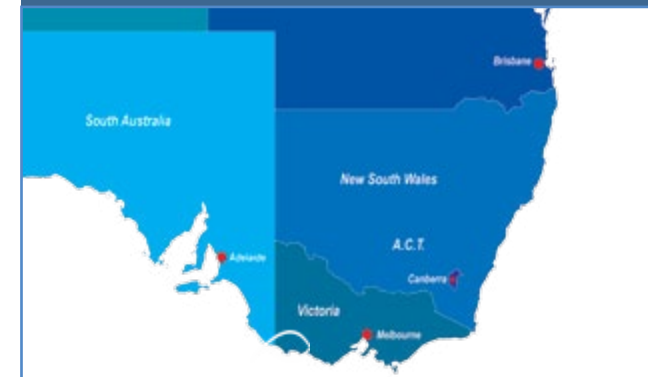 Brisbane
South Australia
New South Wales
A.C.T.
Adelaide
Canberra
Victoria
Melbourne